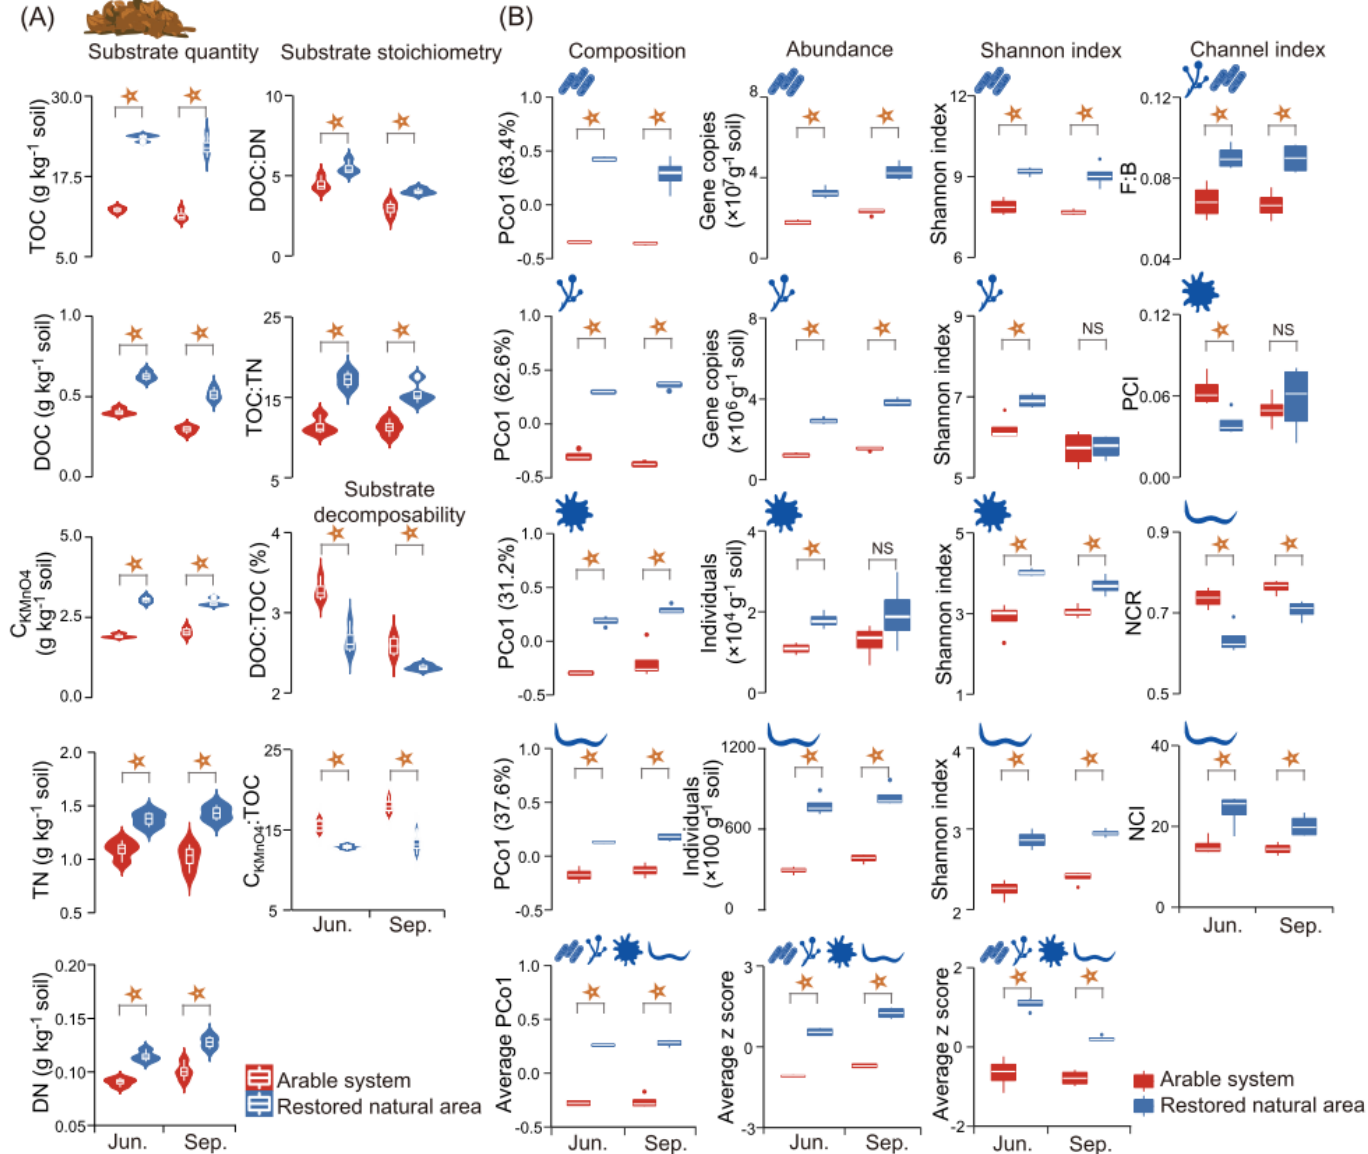 (A)
Substrate quantity
Substrate stoichiometry
30.0
17.5
5.0
TOC (g kg⁻¹ soil)
10
5
0
DOC:DN
1.0
0.5
0.0
DOC (g kg⁻¹ soil)
25
15
5
TOC:TN
5.0
2.5
0.0
C_KMnO4
(g kg⁻¹ soil)
Substrate
decomposability
4
3
2
DOC:TOC (%)
2.0
1.5
1.0
0.5
TN (g kg⁻¹ soil)
25
15
5
C_KMnO4:TOC
Jun.
Sep.
0.20
0.15
0.10
0.05
DN (g kg⁻¹ soil)
Jun.
Sep.
Arable system
Restored natural area
(B)
Composition
Abundance
Shannon index
Channel index
1.0
0.5
0.0
-0.5
PCo1 (63.4%)
8
4
0
Gene copies
(×10⁷g⁻¹ soil)
12
9
6
Shannon index
0.12
0.08
0.04
F:B
1.0
0.5
0.0
-0.5
PCo1 (62.6%)
8
4
2
0
Gene copies
(×10⁶ g⁻¹ soil)
9
7
5
Shannon index
NS
0.12
0.06
0.00
PCI
NS
1.0
0.5
0.0
-0.5
PCo1 (31.2%)
4
2
0
Individuals
(×10⁴ g⁻¹ soil)
NS
5
3
1
Shannon index
0.9
0.7
0.5
NCR
1.0
0.5
0.0
-0.5
PCo1 (37.6%)
1200
600
0
Individuals
(×100 g⁻¹ soil)
4
3
2
Shannon index
40
20
0
NCI
1.0
0.5
0.0
-0.5
Average PCo1
Jun.
Sep.
3
0
-3
Average z score
Jun.
Sep.
2
0
-2
Average z score
Jun.
Sep.
Arable system
Restored natural area